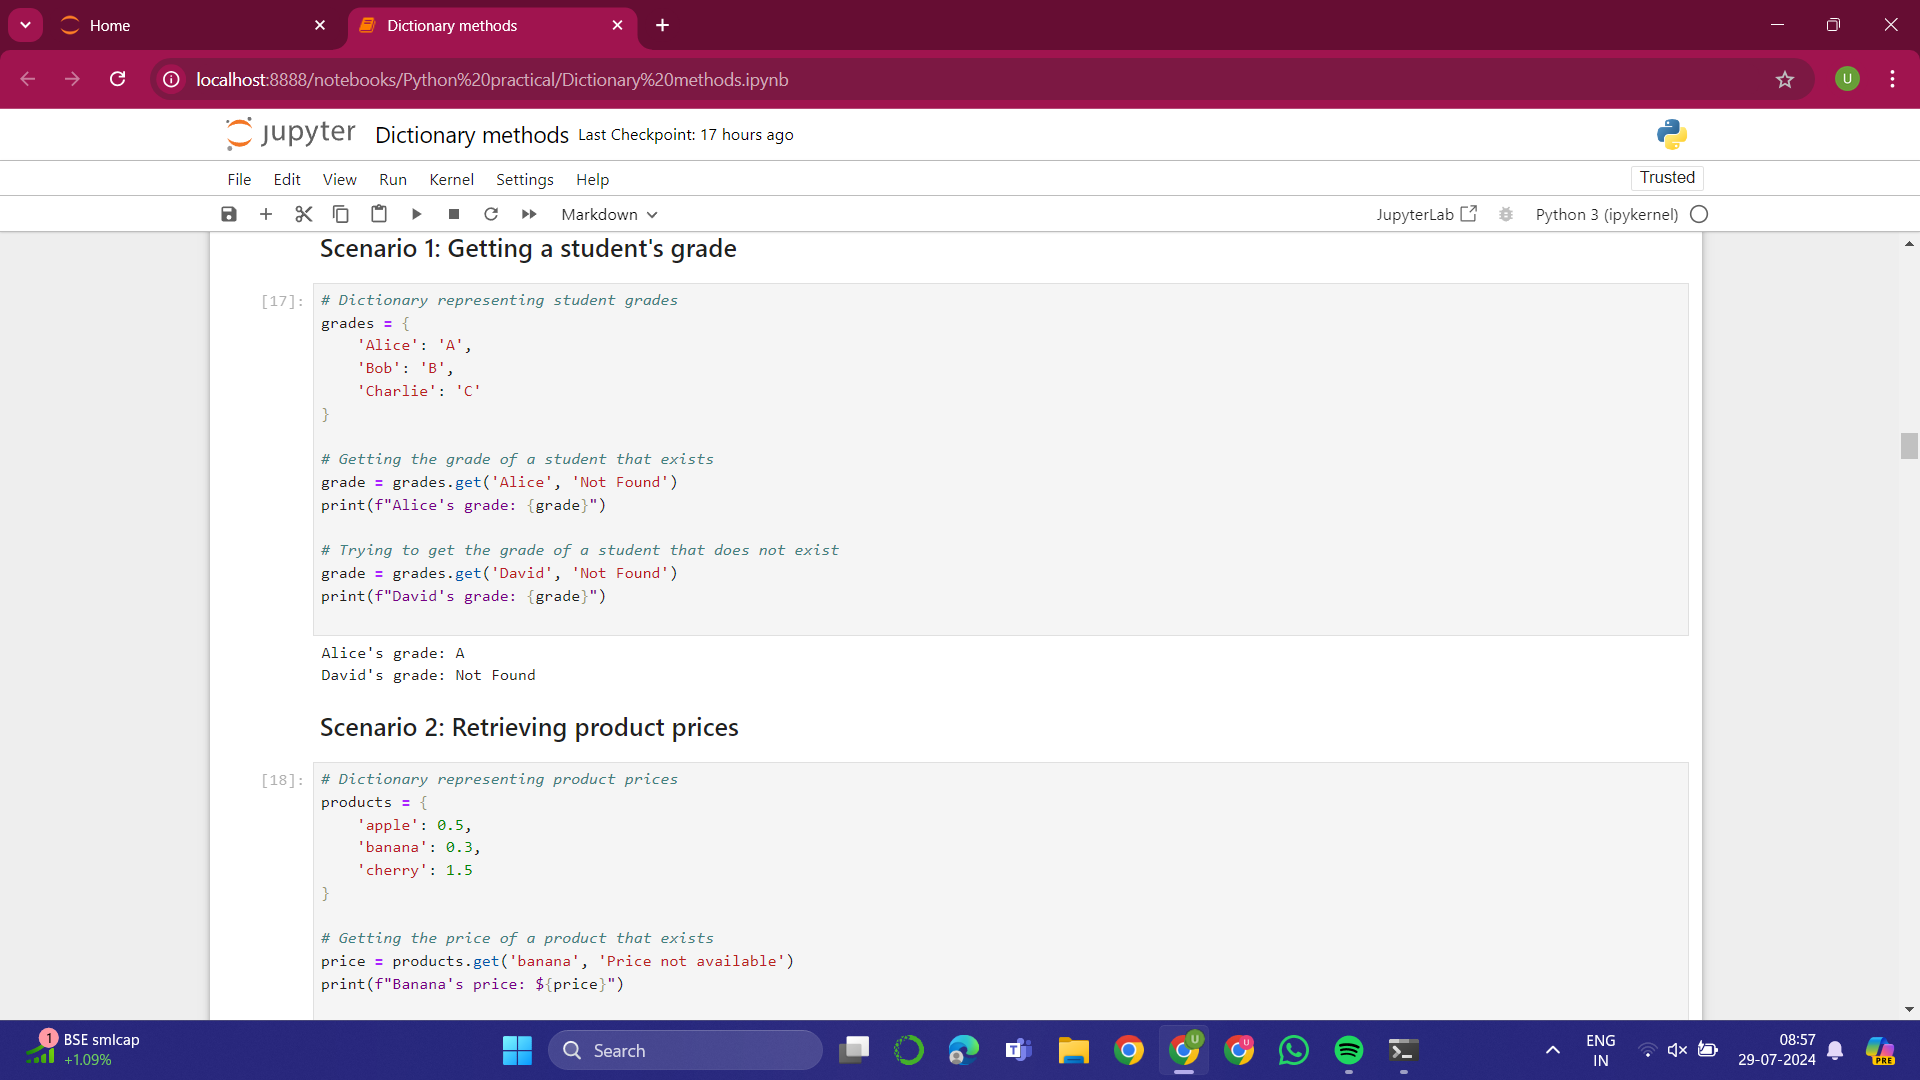 Home
Dictionary methods
localhost:8888/notebooks/Python%20practical/Dictionary%20methods.ipynb
U
jupyter Dictionary methods Last Checkpoint: 17 hours ago
File Edit View Run Kernel Settings Help
Trusted
Markdown
JupyterLab
Python 3 (ipykernel)
Scenario 1: Getting a student's grade
[17]:
# Dictionary representing student grades
grades = {
    'Alice': 'A',
    'Bob': 'B',
    'Charlie': 'C'
}
# Getting the grade of a student that exists
grade = grades.get('Alice', 'Not Found')
print(f"Alice's grade: {grade}")
# Trying to get the grade of a student that does not exist
grade = grades.get('David', 'Not Found')
print(f"David's grade: {grade}")
Alice's grade: A
David's grade: Not Found
Scenario 2: Retrieving product prices
[18]:
# Dictionary representing product prices
products = {
    'apple': 0.5,
    'banana': 0.3,
    'cherry': 1.5
}
# Getting the price of a product that exists
price = products.get('banana', 'Price not available')
print(f"Banana's price: ${price}")
1
BSE smlcap
+1.09%
Search
U
U
ENG
IN
08:57
29-07-2024
PRE